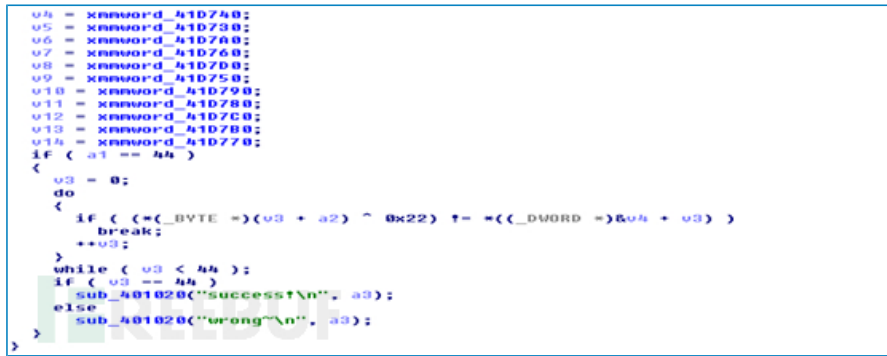 v4 = xmmword_41D740;
v5 = xmmword_41D730;
v6 = xmmword_41D7A0;
v7 = xmmword_41D760;
v8 = xmmword_41D7D0;
v9 = xmmword_41D750;
v10 = xmmword_41D790;
v11 = xmmword_41D780;
v12 = xmmword_41D7C0;
v13 = xmmword_41D7B0;
v14 = xmmword_41D770;
if ( a1 == 44 )
{
v3 = 0;
do
{
if ( (*(_BYTE *)(v3 + a2) ^ 0x22) != *((_DWORD *)&v4 + v3) )
break;
++v3;
}
while ( v3 < 44 );
if ( v3 == 44 )
sub_401020("success!\n", a3);
else
sub_401020("wrong~\n", a3);
}
}
FREEBUF